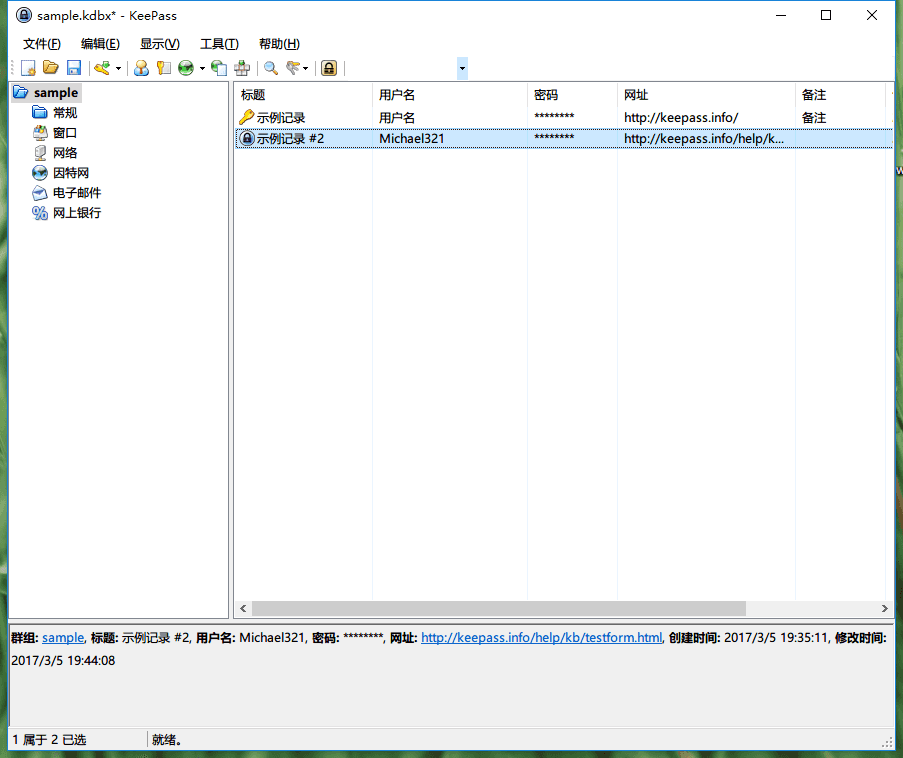 sample.kdbx* - KeePass
文件(F) 编辑(E) 显示(V) 工具(T) 帮助(H)
sample
常规
窗口
网络
因特网
电子邮件
网上银行
标题 用户名 密码 网址 备注
示例记录 用户名 ******** http://keepass.info/ 备注
示例记录 #2 Michael321 ******** http://keepass.info/help/k...
群组: sample, 标题: 示例记录 #2, 用户名: Michael321, 密码: ********, 网址: http://keepass.info/help/kb/testform.html, 创建时间: 2017/3/5 19:35:11, 修改时间:
2017/3/5 19:44:08
1 属于 2 已选 就绪。